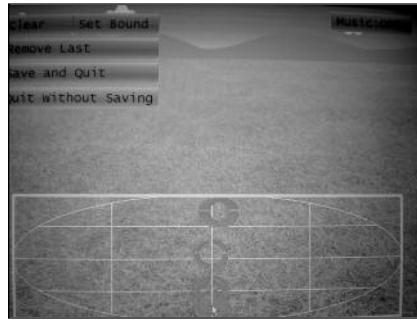 clear Set Bound
Remove Last
Save and Quit
Quit Without Saving
Music: